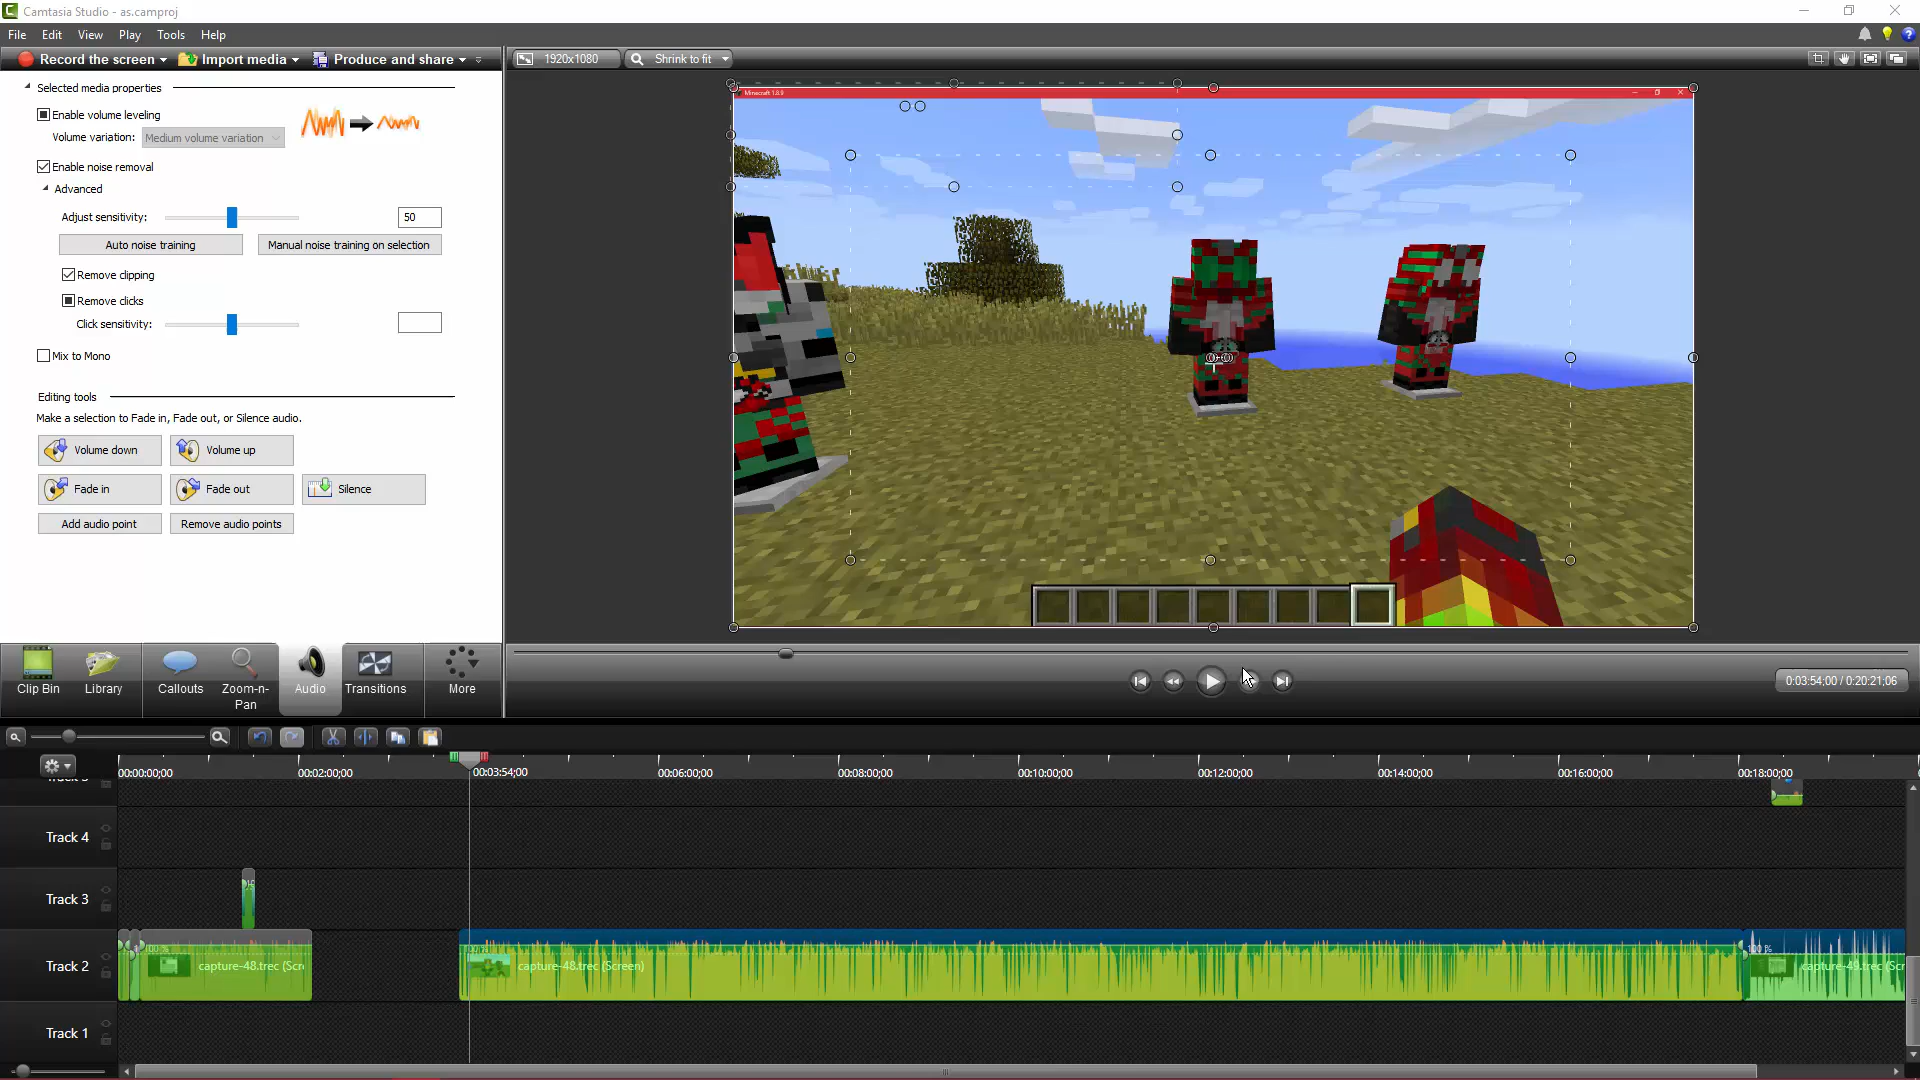 Camtasia Studio - as.camproj
File Edit View Play Tools Help
Record the screen Import media Produce and share
1920x1080 Shrink to fit
Selected media properties
Enable volume leveling
Volume variation: Medium volume variation
Enable noise removal
Advanced
Adjust sensitivity: 50
Auto noise training Manual noise training on selection
Remove clipping
Remove clicks
Click sensitivity:
Mix to Mono
Editing tools
Make a selection to Fade in, Fade out, or Silence audio.
Volume down Volume up
Fade in Fade out Silence
Add audio point Remove audio points
Minecraft 1.8.9
Clip Bin Library Callouts Zoom-n-Pan Audio Transitions More
0:03:54;00 / 0:20:21;06
00:00:00;00 00:02:00;00 00:03:54;00 00:06:00;00 00:08:00;00 00:10:00;00 00:12:00;00 00:14:00;00 00:16:00;00 00:18:00;00
Track 4
Track 3
Track 2
capture-48.trec (Scre
capture-48.trec (Screen)
100 %
capture-49.trec (Scr
Track 1